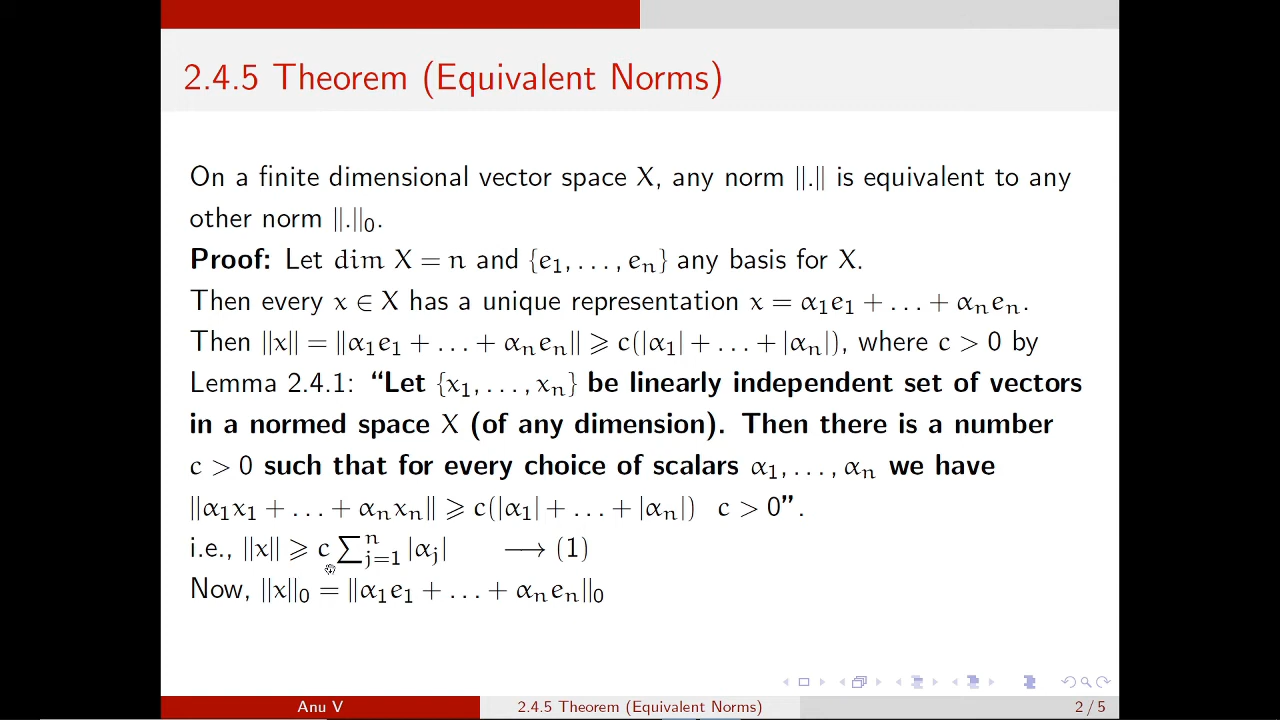 2.4.5 Theorem (Equivalent Norms)
On a finite dimensional vector space X, any norm ‖.‖ is equivalent to any
other norm ‖.‖₀.
Proof: Let dim X = n and {e₁, . . . , eₙ} any basis for X.
Then every x ∈ X has a unique representation x = α₁e₁ + . . . + αₙeₙ.
Then ‖x‖ = ‖α₁e₁ + . . . + αₙeₙ‖ ⩾ c(|α₁| + . . . + |αₙ|), where c > 0 by
Lemma 2.4.1: “Let {x₁, . . . , xₙ} be linearly independent set of vectors
in a normed space X (of any dimension). Then there is a number
c > 0 such that for every choice of scalars α₁, . . . , αₙ we have
‖α₁x₁ + . . . + αₙxₙ‖ ⩾ c(|α₁| + . . . + |αₙ|) c > 0”.
i.e., ‖x‖ ⩾ c ∑ⁿⱼ₌₁ |αⱼ| ⟶ (1)
Now, ‖x‖₀ = ‖α₁e₁ + . . . + αₙeₙ‖₀
Anu V 2.4.5 Theorem (Equivalent Norms) 2 / 5